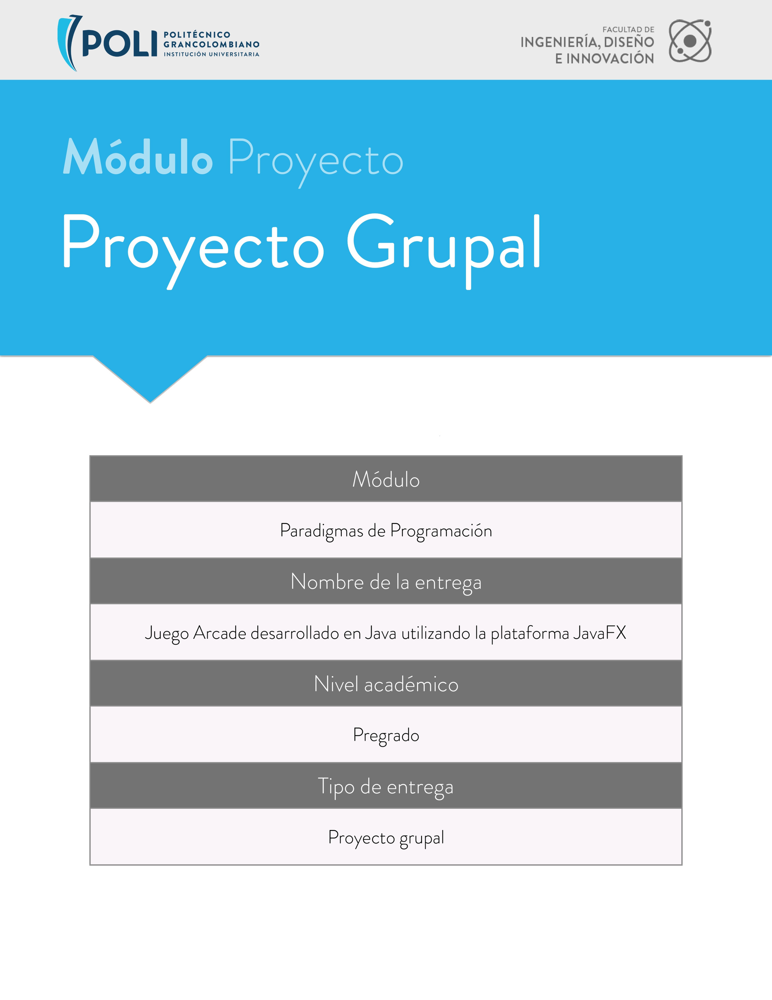 POLI
POLITÉCNICO
GRANCOLOMBIANO
INSTITUCIÓN UNIVERSITARIA
FACULTAD DE
INGENIERÍA, DISEÑO
E INNOVACIÓN
Módulo Proyecto
Proyecto Grupal
Módulo
Paradigmas de Programación
Nombre de la entrega
Juego Arcade desarrollado en Java utilizando la plataforma JavaFX
Nivel académico
Pregrado
Tipo de entrega
Proyecto grupal